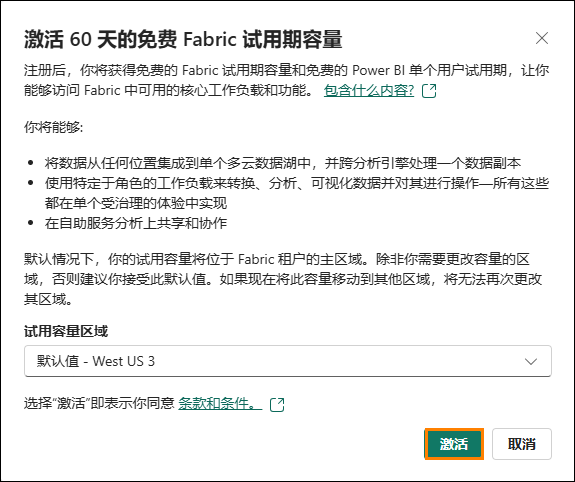 激活 60 天的免费 Fabric 试用期容量
注册后，你将获得免费的 Fabric 试用期容量和免费的 Power BI 单个用户试用期，让你
能够访问 Fabric 中可用的核心工作负载和功能。 包含什么内容?
你将能够:
• 将数据从任何位置集成到单个多云数据湖中，并跨分析引擎处理一个数据副本
• 使用特定于角色的工作负载来转换、分析、可视化数据并对其进行操作—所有这些
都在单个受治理的体验中实现
• 在自助服务分析上共享和协作
默认情况下，你的试用容量将位于 Fabric 租户的主区域。除非你需要更改容量的区
域，否则建议你接受此默认值。如果现在将此容量移动到其他区域，将无法再次更改
其区域。
试用容量区域
默认值 - West US 3
选择“激活”即表示你同意 条款和条件。
激活 取消